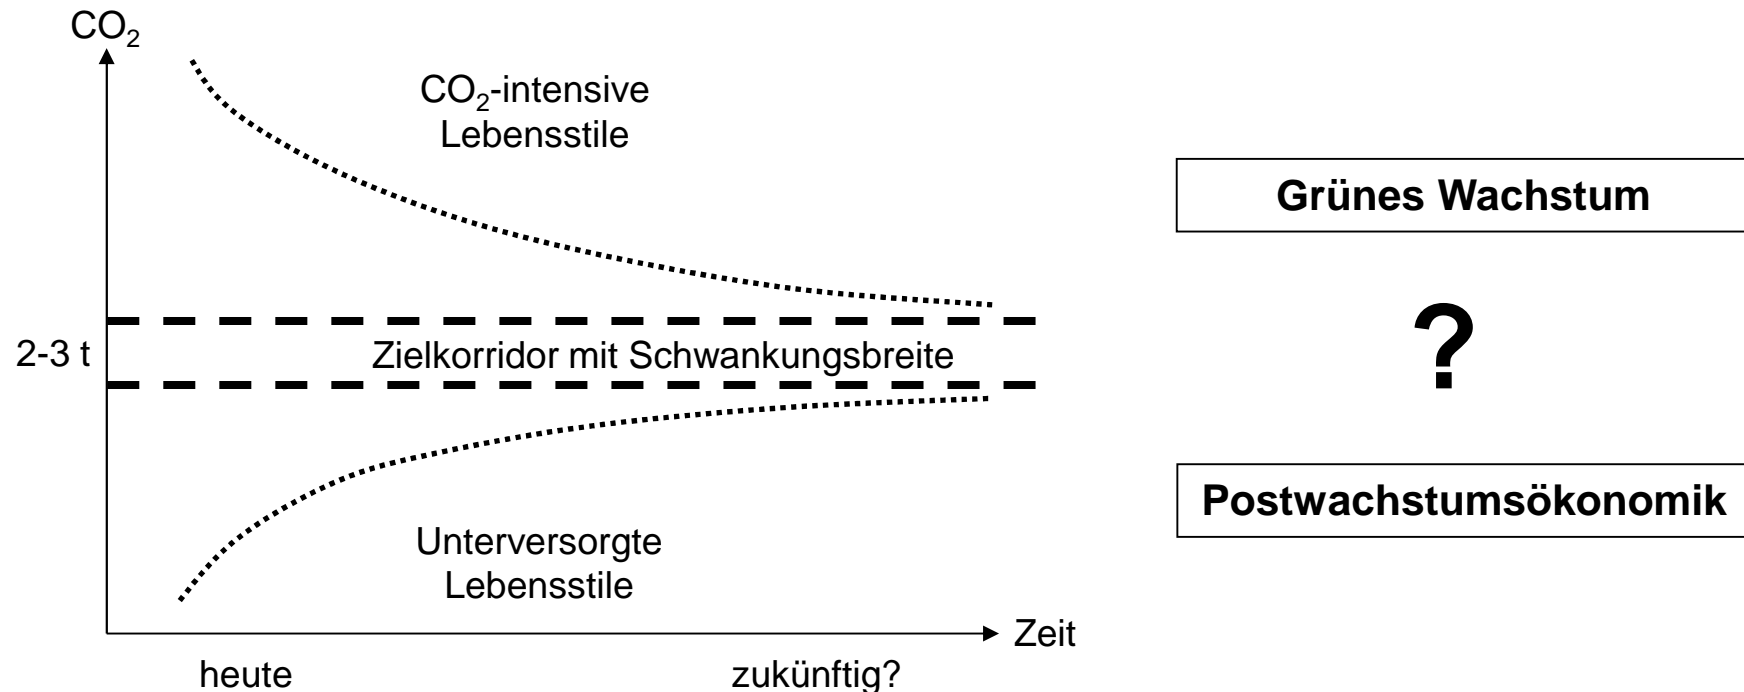 CO₂
CO₂-intensive
Lebensstile
2-3 t
Zielkorridor mit Schwankungsbreite
Unterversorgte
Lebensstile
Zeit
heute
zukünftig?
Grünes Wachstum
?
Postwachstumsökonomik